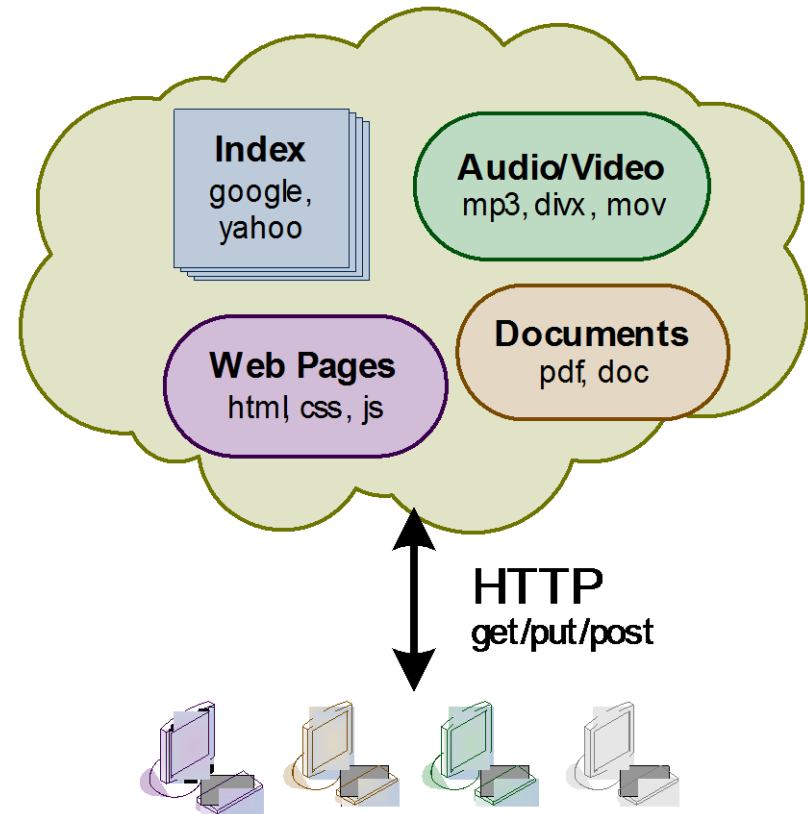 Index
google,
yahoo
Audio/Video
mp3, divx, mov
Documents
pdf, doc
Web Pages
html, css, js
HTTP
get/put/post